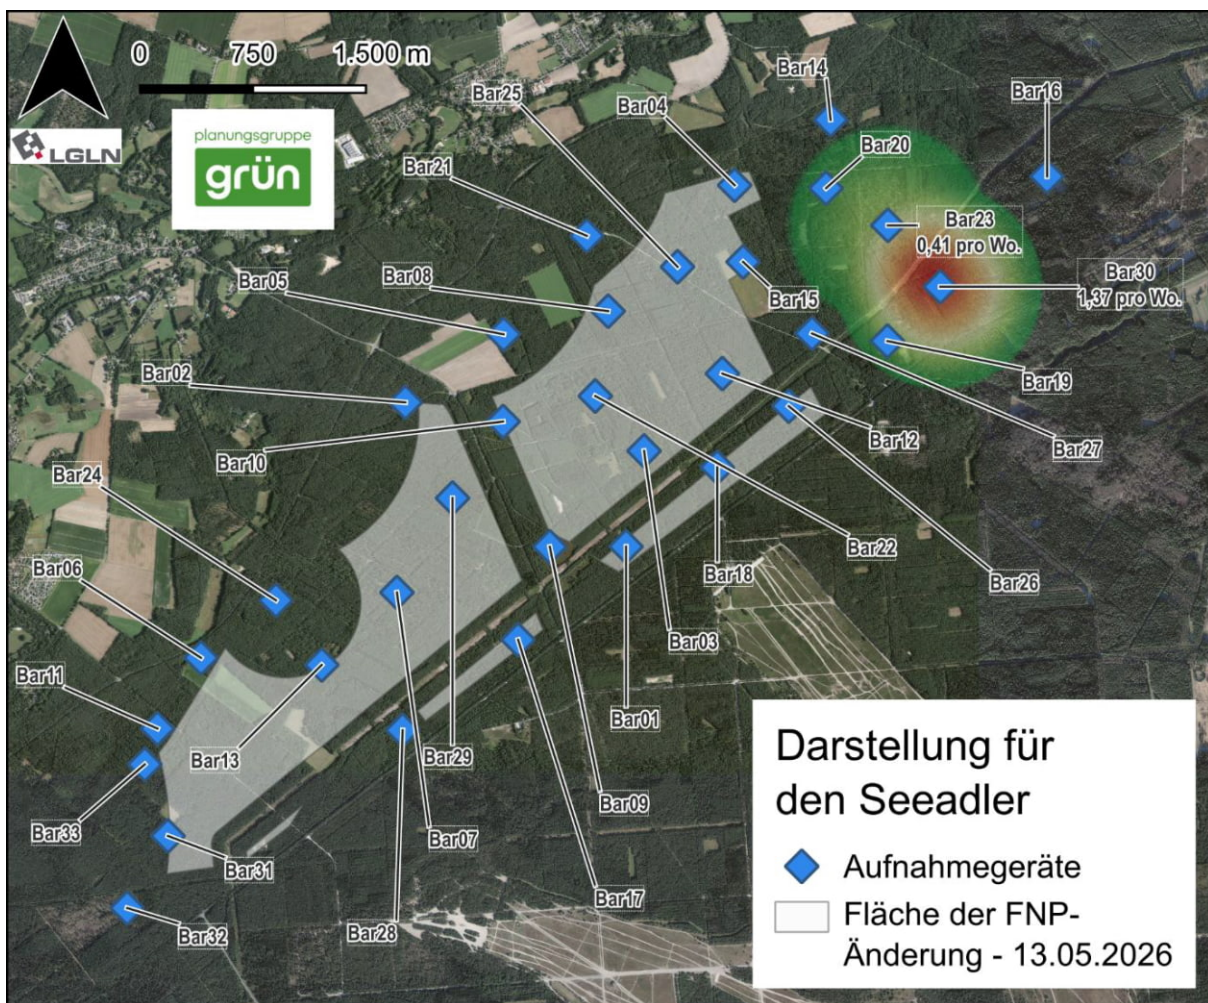 0 750 1.500 m
LGLN
planungsgruppe
grün
Bar14
Bar16
Bar25
Bar04
Bar20
Bar21
Bar23
0,41 pro Wo.
Bar05
Bar08
Bar30
1,37 pro Wo.
Bar15
Bar02
Bar19
Bar10
Bar12
Bar27
Bar24
Bar22
Bar06
Bar18
Bar26
Bar03
Bar11
Bar01
Bar13
Bar29
Bar09
Bar33
Bar07
Bar31
Bar17
Bar32
Bar28
Darstellung für
den Seeadler
Aufnahmegeräte
Fläche der FNP-
Änderung - 13.05.2026